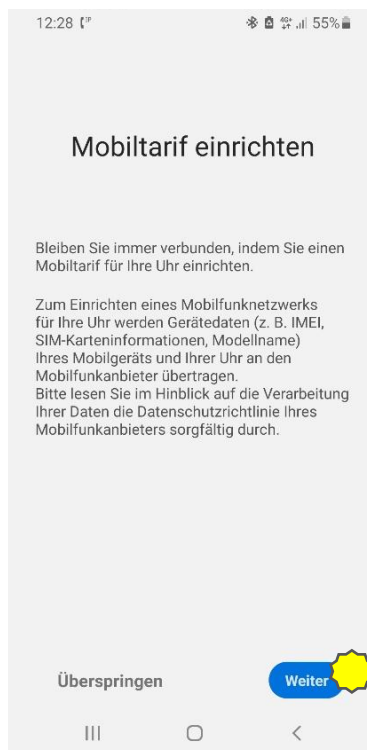 12:28 55%
Mobiltarif einrichten
Bleiben Sie immer verbunden, indem Sie einen
Mobiltarif für Ihre Uhr einrichten.
Zum Einrichten eines Mobilfunknetzwerks
für Ihre Uhr werden Gerätedaten (z. B. IMEI,
SIM-Karteninformationen, Modellname)
Ihres Mobilgeräts und Ihrer Uhr an den
Mobilfunkanbieter übertragen.
Bitte lesen Sie im Hinblick auf die Verarbeitung
Ihrer Daten die Datenschutzrichtlinie Ihres
Mobilfunkanbieters sorgfältig durch.
Überspringen Weiter